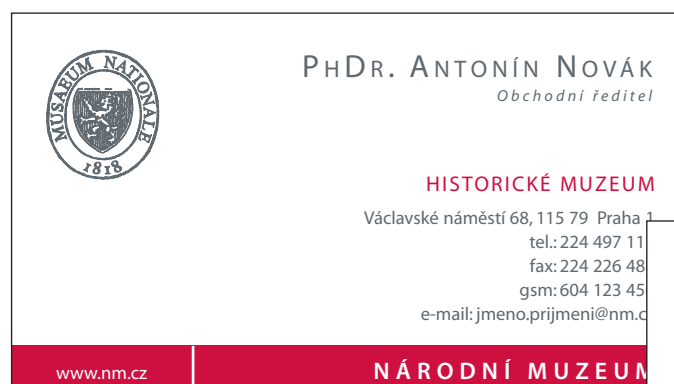 MUSAEUM NATIONALE
1818
PHDR. ANTONÍN NOVÁK
Obchodní ředitel
HISTORICKÉ MUZEUM
Václavské náměstí 68, 115 79 Praha 1
tel.: 224 497 11
fax: 224 226 48
gsm: 604 123 45
e-mail: jmeno.prijmeni@nm.c
www.nm.cz
NÁRODNÍ MUZEUM